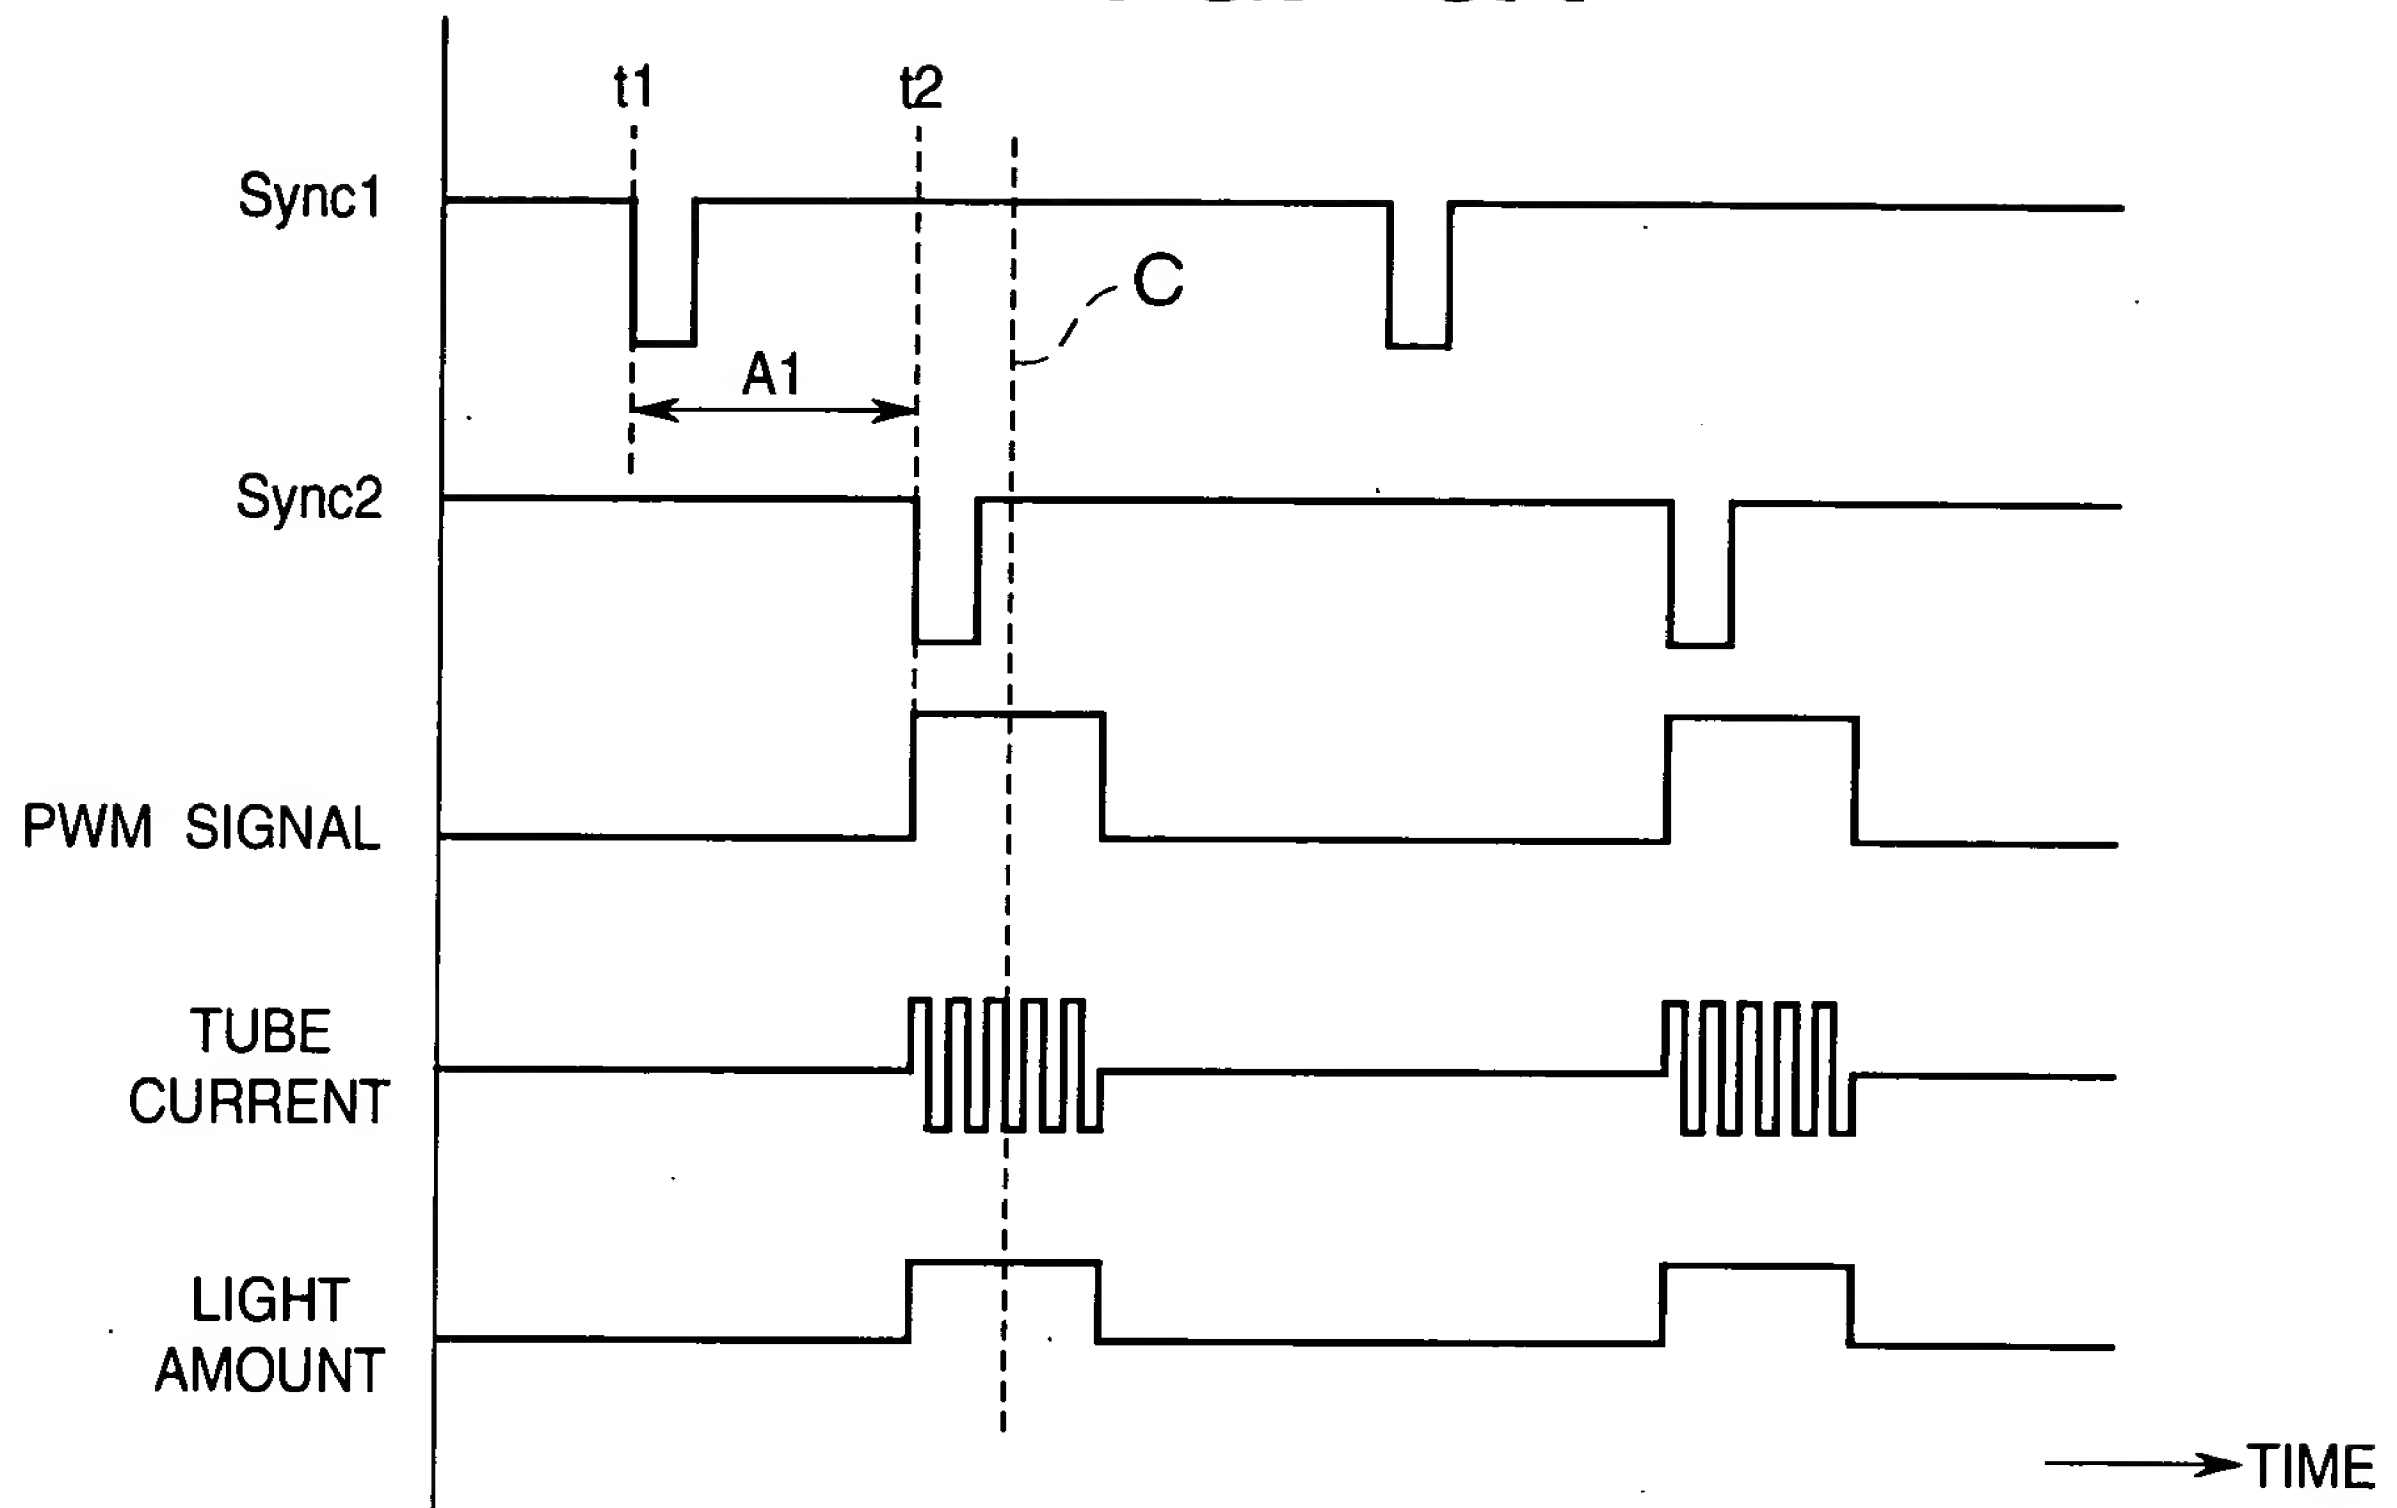 t1
t2
Sync1
C
A1
Sync2
PWM SIGNAL
TUBE
CURRENT
LIGHT
AMOUNT
TIME